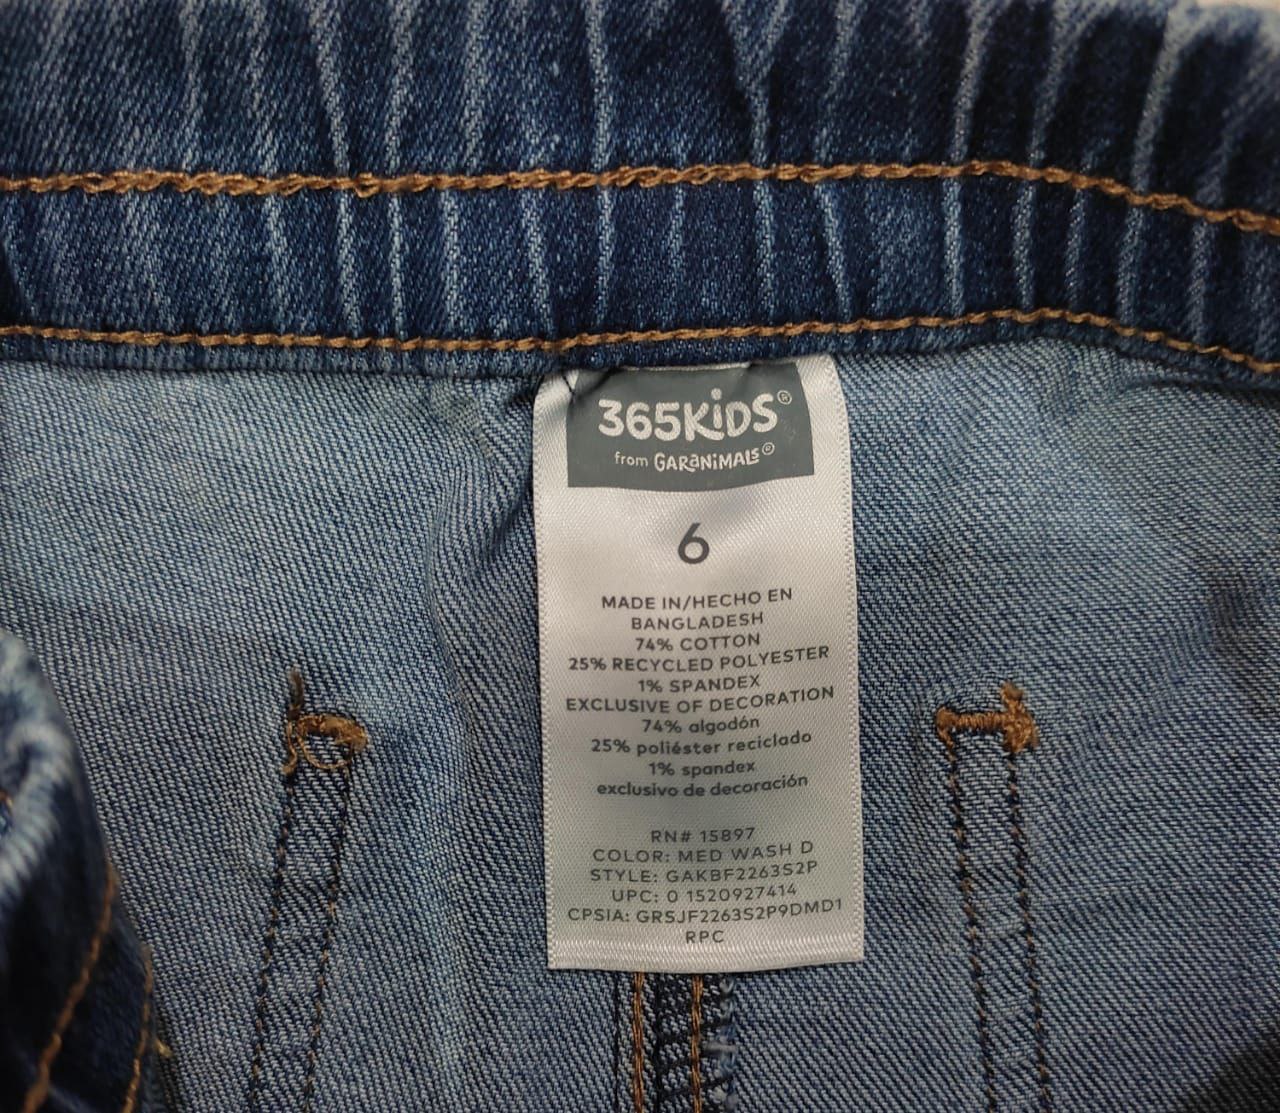 365KiDS®
from GARANiMALS®
6
MADE IN/HECHO EN
BANGLADESH
74% COTTON
25% RECYCLED POLYESTER
1% SPANDEX
EXCLUSIVE OF DECORATION
74% algodón
25% poliéster reciclado
1% spandex
exclusivo de decoración
RN# 15897
COLOR: MED WASH D
STYLE: GAKBF2263S2P
UPC: 0 1520927414
CPSIA: GRSJF2263S2P9DMD1
RPC